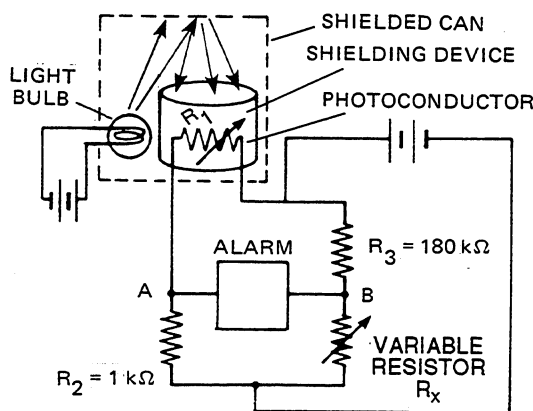 SHIELDED CAN
SHIELDING DEVICE
LIGHT
BULB
PHOTOCONDUCTOR
R₁
ALARM
R₃ = 180 kΩ
A
B
VARIABLE
RESISTOR
Rₓ
R₂ = 1 kΩ